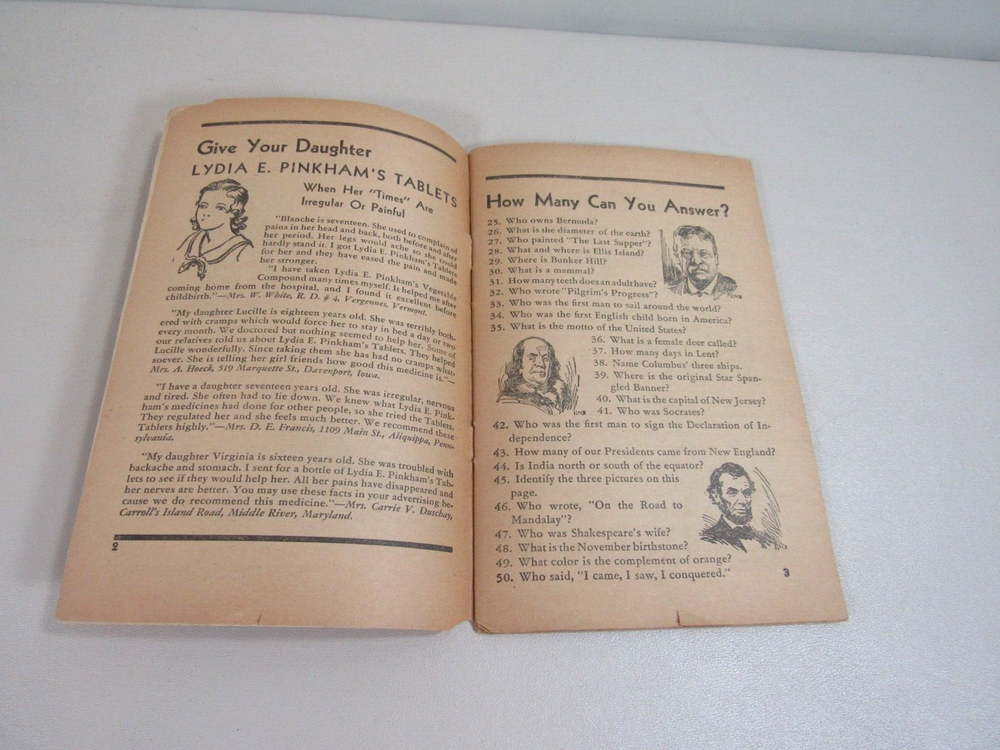 Give Your Daughter
LYDIA E. PINKHAM'S TABLETS
When Her "Times" Are
Irregular Or Painful
"Blanche is seventeen. She used to complain of
pains in her head and back, both before and after
her period. Her legs would ache so she could
hardly stand it. I got Lydia E. Pinkham's Tablets
for her and they have eased the pain and made
her stronger.
"I have taken Lydia E. Pinkham's Vegetable
Compound many times myself. It helped me after
coming home from the hospital, and I found it excellent before
childbirth."—Mrs. W. White, R. D. # 4, Vergennes, Vermont.
"My daughter Lucille is eighteen years old. She was terribly both-
ered with cramps which would force her to stay in bed a day or two
every month. We doctored but nothing seemed to help her. Some of
our relatives told us about Lydia E. Pinkham's Tablets. They helped
Lucille wonderfully. Since taking them she has had no cramps what-
soever. She is telling her girl friends how good this medicine is."—
Mrs. A. Hoech, 519 Marquette St., Davenport, Iowa.
"I have a daughter seventeen years old. She was irregular, nervous
and tired. She often had to lie down. We knew what Lydia E. Pink-
ham's medicines had done for other people, so she tried the Tablets.
They regulated her and she feels much better. We recommend these
Tablets highly."—Mrs. D. E. Francis, 1109 Main St., Aliquippa, Penn-
sylvania.
"My daughter Virginia is sixteen years old. She was troubled with
backache and stomach. I sent for a bottle of Lydia E. Pinkham's Tab-
lets to see if they would help her. All her pains have disappeared and
her nerves are better. You may use these facts in your advertising be-
cause we do recommend this medicine."—Mrs. Carrie V. Duschay,
Carroll's Island Road, Middle River, Maryland.
2
How Many Can You Answer?
25. Who owns Bermuda?
26. What is the diameter of the earth?
27. Who painted "The Last Supper"?
28. What and where is Ellis Island?
29. Where is Bunker Hill?
30. What is a mammal?
31. How many teeth does an adult have?
32. Who wrote "Pilgrim's Progress"?
33. Who was the first man to sail around the world?
34. Who was the first English child born in America?
35. What is the motto of the United States?
36. What is a female deer called?
37. How many days in Lent?
38. Name Columbus' three ships.
39. Where is the original Star Span-
gled Banner?
40. What is the capital of New Jersey?
41. Who was Socrates?
42. Who was the first man to sign the Declaration of In-
dependence?
43. How many of our Presidents came from New England?
44. Is India north or south of the equator?
45. Identify the three pictures on this
page.
46. Who wrote, "On the Road to
Mandalay"?
47. Who was Shakespeare's wife?
48. What is the November birthstone?
49. What color is the complement of orange?
50. Who said, "I came, I saw, I conquered."
3